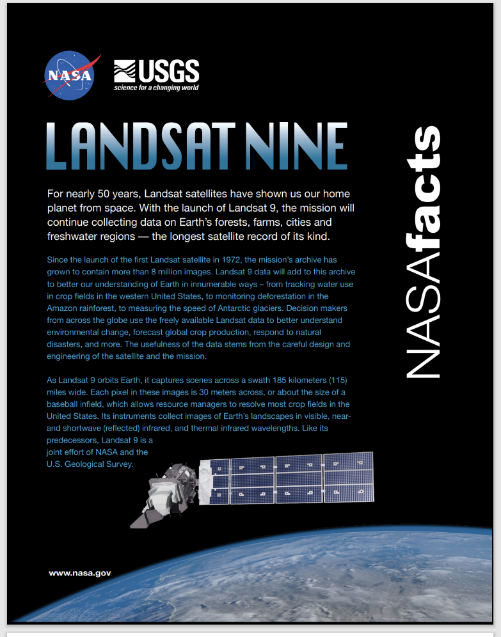 NASA
USGS
science for a changing world
LANDSAT NINE
NASAfacts
For nearly 50 years, Landsat satellites have shown us our home
planet from space. With the launch of Landsat 9, the mission will
continue collecting data on Earth's forests, farms, cities and
freshwater regions — the longest satellite record of its kind.
Since the launch of the first Landsat satellite in 1972, the mission's archive has
grown to contain more than 8 million images. Landsat 9 data will add to this archive
to better our understanding of Earth in innumerable ways – from tracking water use
in crop fields in the western United States, to monitoring deforestation in the
Amazon rainforest, to measuring the speed of Antarctic glaciers. Decision makers
from across the globe use the freely available Landsat data to better understand
environmental change, forecast global crop production, respond to natural
disasters, and more. The usefulness of the data stems from the careful design and
engineering of the satellite and the mission.
As Landsat 9 orbits Earth, it captures scenes across a swath 185 kilometers (115)
miles wide. Each pixel in these images is 30 meters across, or about the size of a
baseball infield, which allows resource managers to resolve most crop fields in the
United States. Its instruments collect images of Earth's landscapes in visible, near-
and shortwave (reflected) infrared, and thermal infrared wavelengths. Like its
predecessors, Landsat 9 is a
joint effort of NASA and the
U.S. Geological Survey.
www.nasa.gov